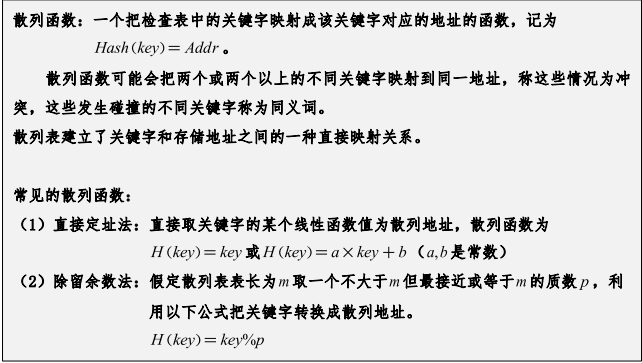 散列函数：一个把检查表中的关键字映射成该关键字对应的地址的函数，记为
Hash(key) = Addr。
散列函数可能会把两个或两个以上的不同关键字映射到同一地址，称这些情况为冲
突，这些发生碰撞的不同关键字称为同义词。
散列表建立了关键字和存储地址之间的一种直接映射关系。
常见的散列函数：
（1）直接定址法：直接取关键字的某个线性函数值为散列地址，散列函数为
H(key) = key 或 H(key) = a × key + b（a,b 是常数）
（2）除留余数法：假定散列表表长为 m 取一个不大于 m 但最接近或等于 m 的质数 p，利
用以下公式把关键字转换成散列地址。
H(key) = key%p